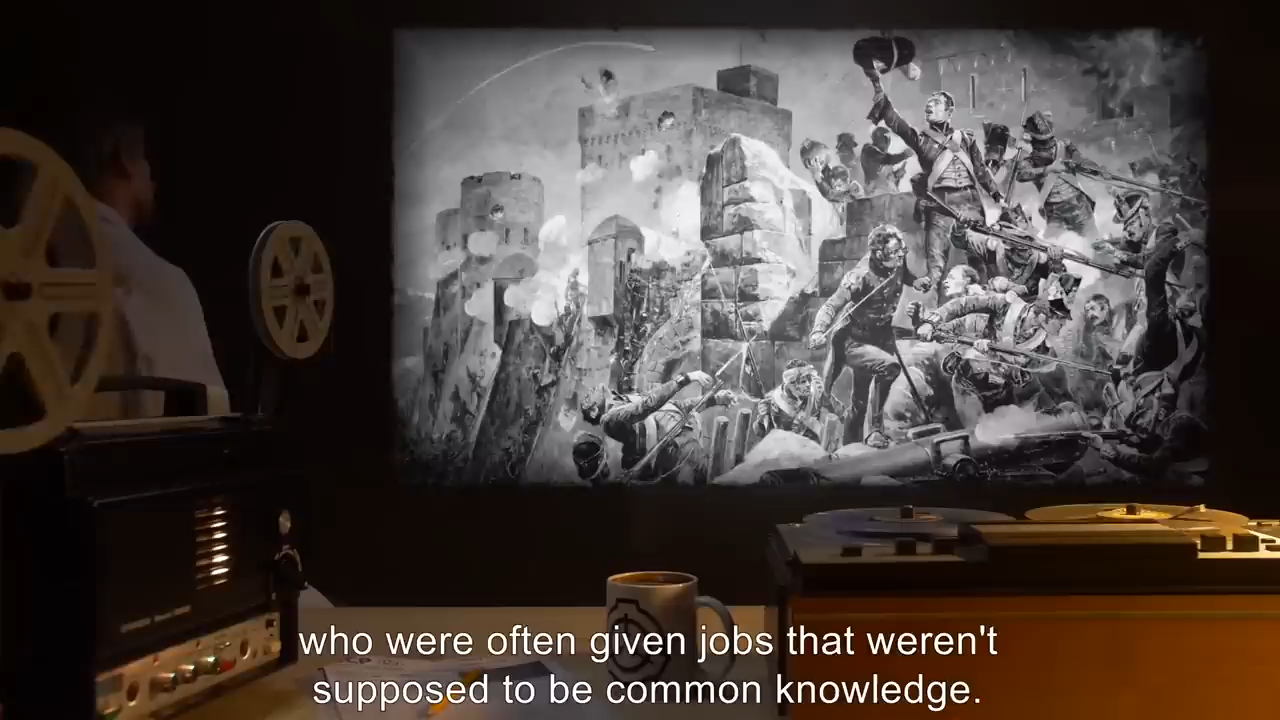 who were often given jobs that weren't
supposed to be common knowledge.